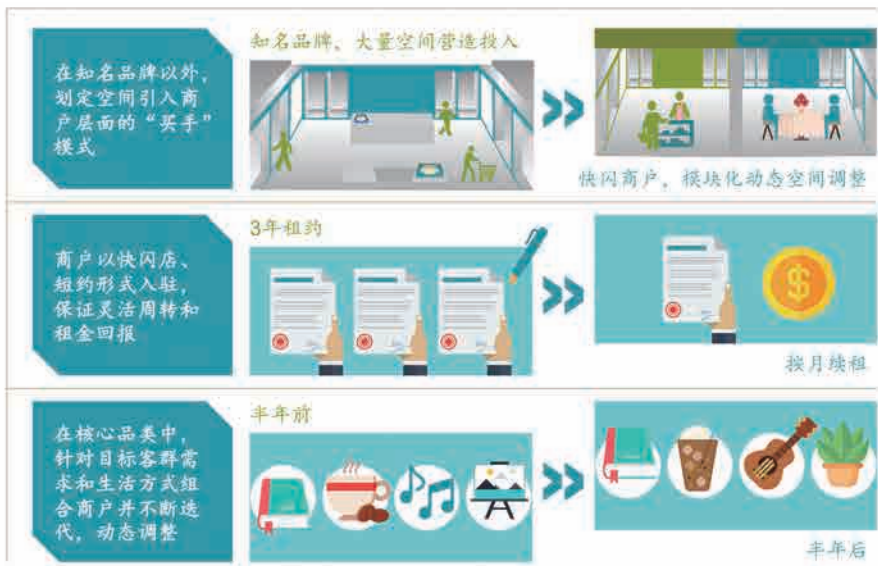 在知名品牌以外,
划定空间引入商
户层面的“买手”
模式
知名品牌, 大量空间营造投入
快闪商户, 模块化动态空间调整
商户以快闪店、
短约形式入驻,
保证灵活周转和
租金回报
3年租约
按月续租
在核心品类中,
针对目标客群需
求和生活方式组
合商户并不断迭
代, 动态调整
半年前
半年后